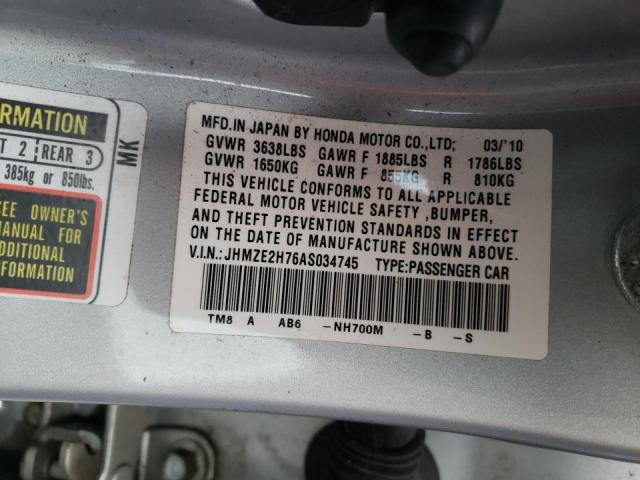 FORMATION
T 2 REAR 3
385kg or 850lbs.
EE OWNER'S
MANUAL FOR
DDITIONAL
NFORMATION
MK
MFD.IN JAPAN BY HONDA MOTOR CO.,LTD; 03/'10
GVWR 3638LBS GAWR F 1885LBS R 1786LBS
GVWR 1650KG GAWR F 855KG R 810KG
THIS VEHICLE CONFORMS TO ALL APPLICABLE
FEDERAL MOTOR VEHICLE SAFETY ,BUMPER,
AND THEFT PREVENTION STANDARDS IN EFFECT
ON THE DATE OF MANUFACTURE SHOWN ABOVE.
V.I.N.: JHMZE2H76AS034745 TYPE:PASSENGER CAR
TM8 A AB6 -NH700M -B -S